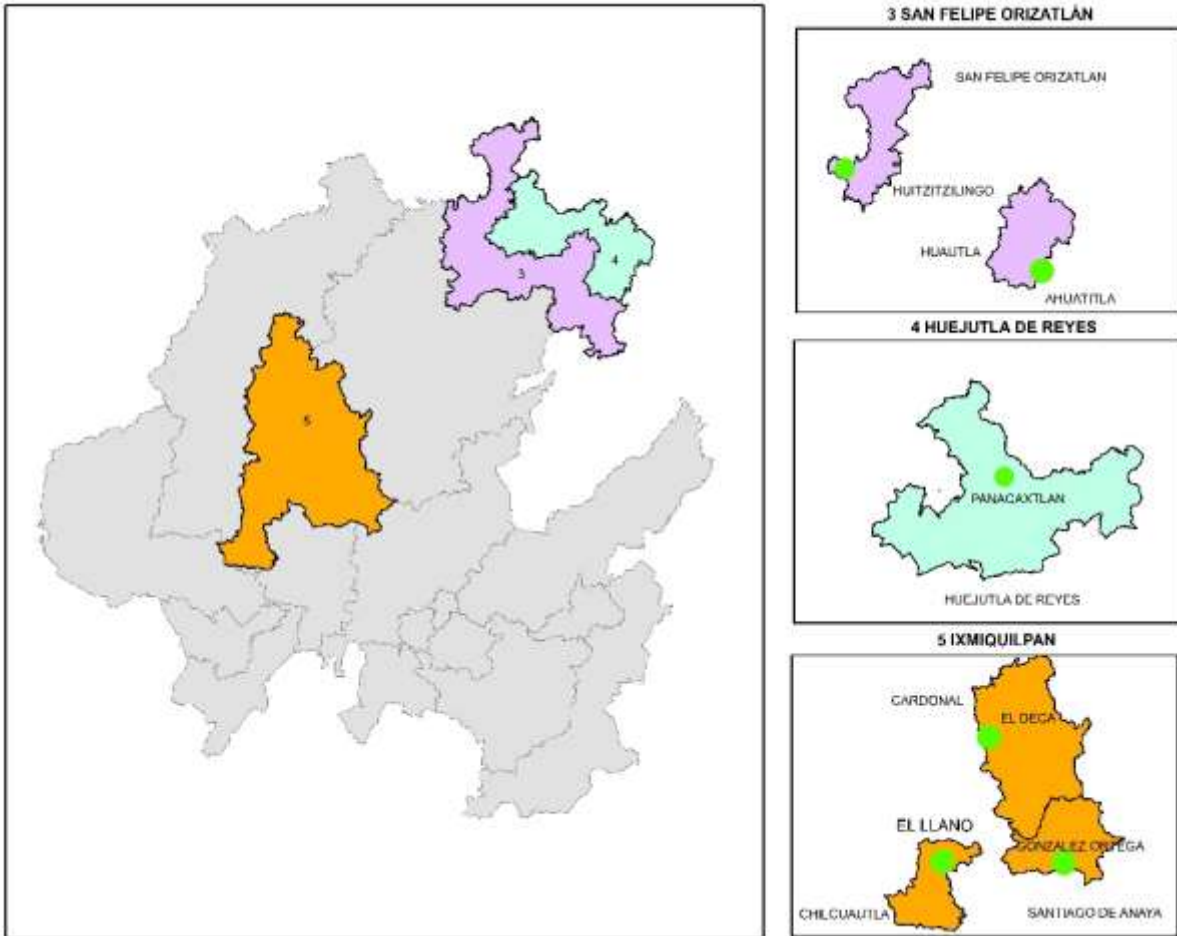 3
4
5
3 SAN FELIPE ORIZATLÁN
SAN FELIPE ORIZATLAN
HUITZITZILINGO
HUAUTLA
AHUATITLA
4 HUEJUTLA DE REYES
PANACAXTLAN
HUEJUTLA DE REYES
5 IXMIQUILPAN
CARDONAL
EL DECA
EL LLANO
GONZALEZ ORTEGA
CHILCUAUTLA
SANTIAGO DE ANAYA